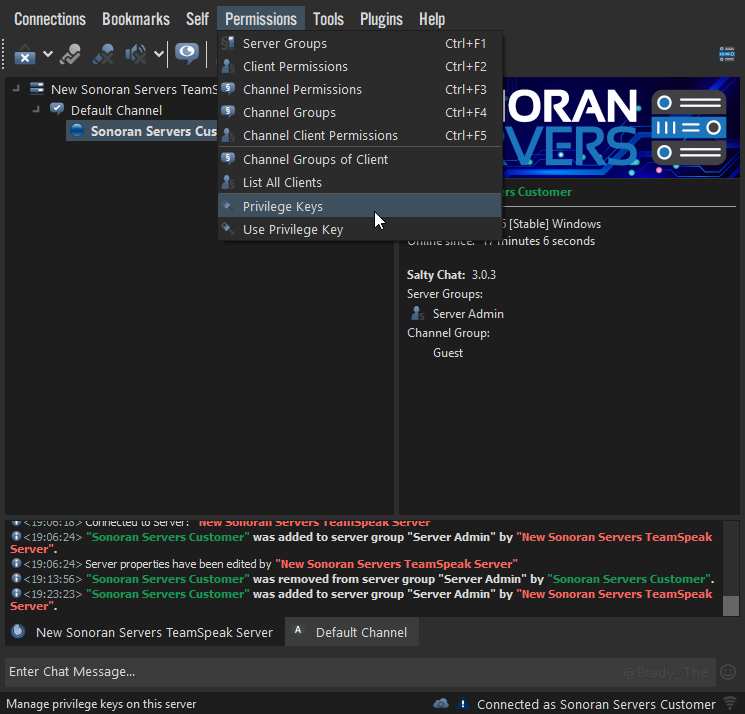 Connections Bookmarks Self Permissions Tools Plugins Help
Server Groups Ctrl+F1
Client Permissions Ctrl+F2
Channel Permissions Ctrl+F3
Channel Groups Ctrl+F4
Channel Client Permissions Ctrl+F5
Channel Groups of Client
List All Clients
Privilege Keys
Use Privilege Key
New Sonoran Servers TeamS
Default Channel
Sonoran Servers Cus
NORAN
VERS
rs Customer
[Stable] Windows
Online since: 17 minutes 6 seconds
Salty Chat: 3.0.3
Server Groups:
Server Admin
Channel Group:
Guest
<19:06:18> Connected to Server: "New Sonoran Servers TeamSpeak Server"
<19:06:24> "Sonoran Servers Customer" was added to server group "Server Admin" by "New Sonoran Servers TeamSpeak
Server".
<19:06:24> Server properties have been edited by "New Sonoran Servers TeamSpeak Server"
<19:13:56> "Sonoran Servers Customer" was removed from server group "Server Admin" by "Sonoran Servers Customer".
<19:23:23> "Sonoran Servers Customer" was added to server group "Server Admin" by "New Sonoran Servers TeamSpeak
Server".
New Sonoran Servers TeamSpeak Server
A Default Channel
Enter Chat Message...
@Brady_The
Manage privilege keys on this server
Connected as Sonoran Servers Customer